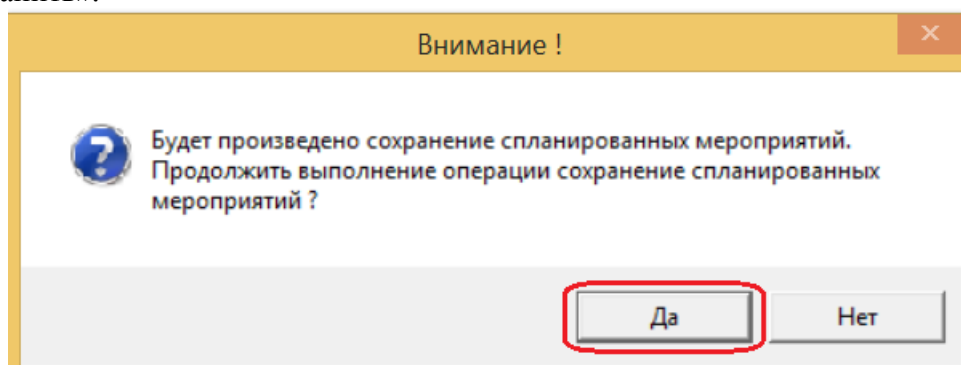 Внимание !
Будет произведено сохранение спланированных мероприятий.
Продолжить выполнение операции сохранение спланированных
мероприятий ?
Да
Нет